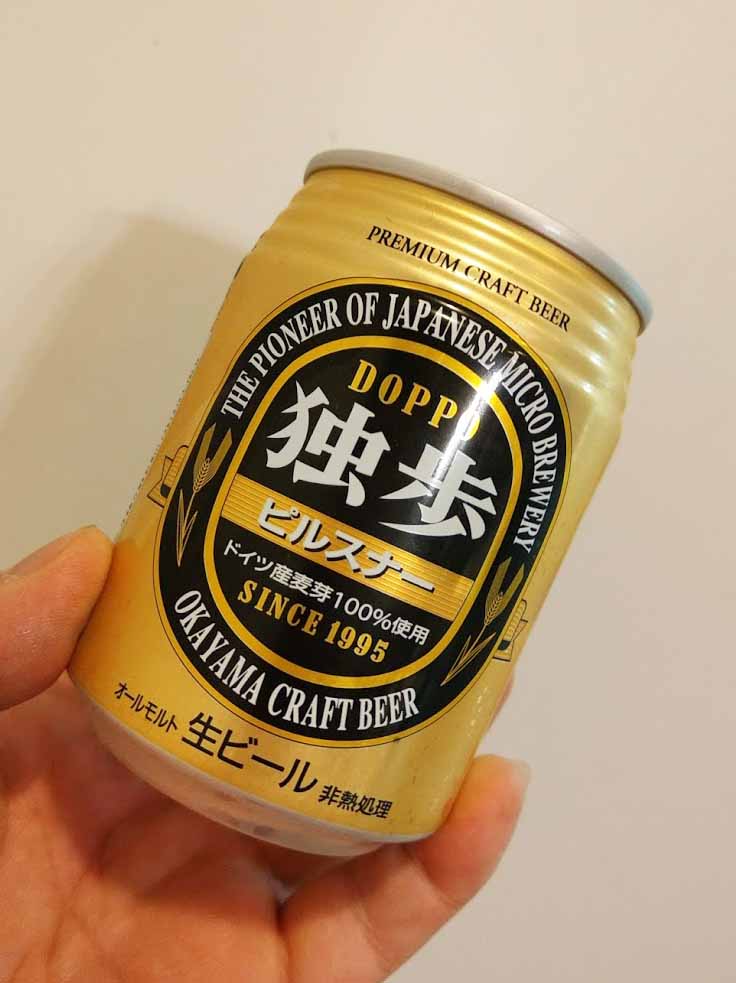 PREMIUM CRAFT BEER
THE PIONEER OF JAPANESE MICRO BREWERY
DOPPO
独歩
ピルスナー
ドイツ産麦芽100%使用
SINCE 1995
OKAYAMA CRAFT BEER
オールモルト 生ビール 非熱処理